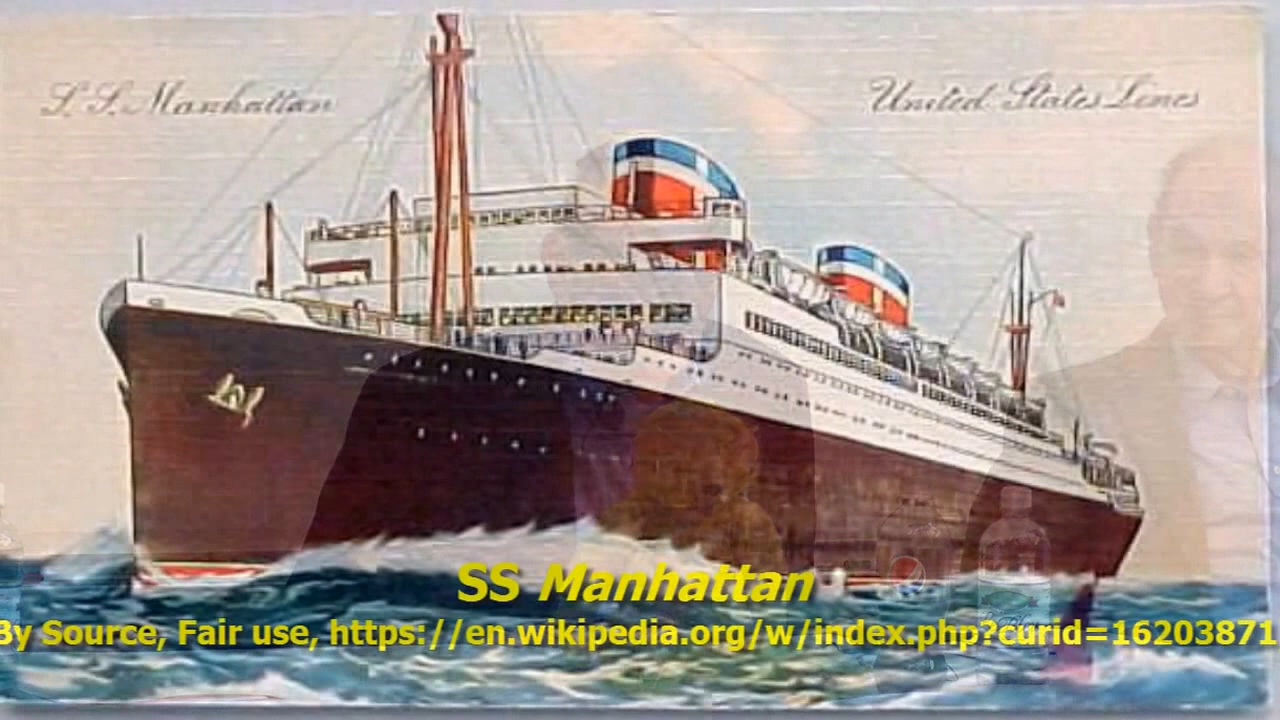 S.S. Manhattan
United States Lines
SS Manhattan
By Source, Fair use, https://en.wikipedia.org/w/index.php?curid=16203871